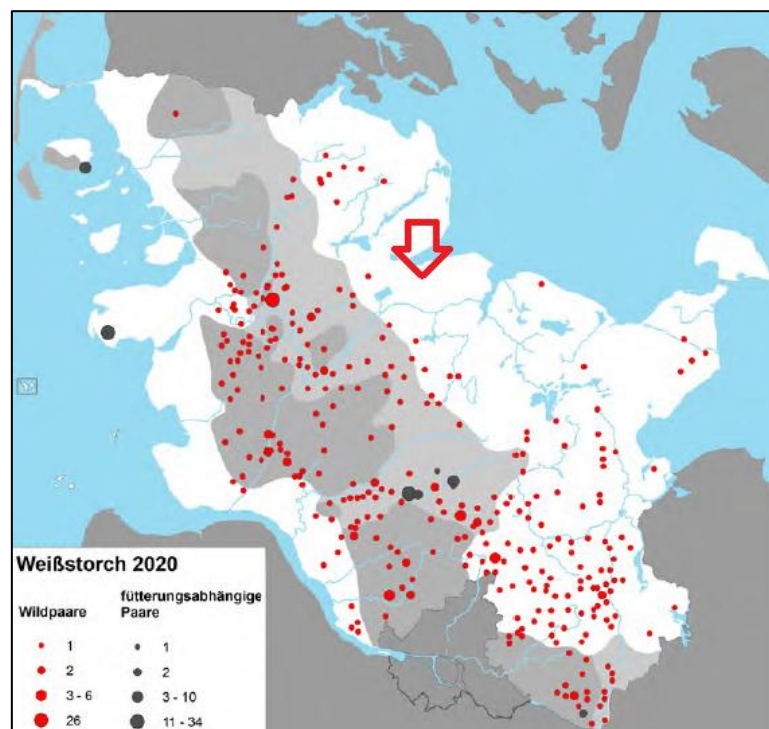 Weißstorch 2020
Wildpaare
fütterungsabhängige
Paare
1
2
3 - 6
26
1
2
3 - 10
11 - 34